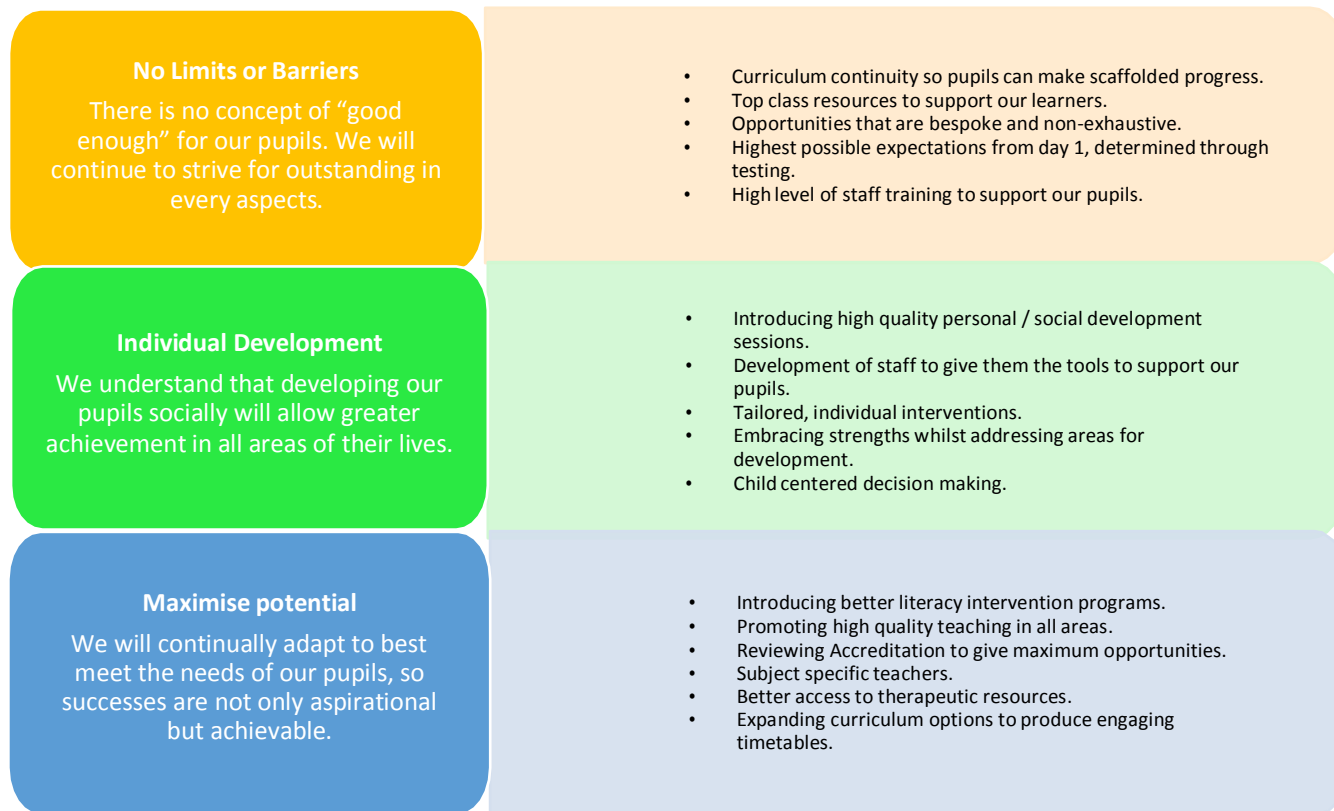 No Limits or Barriers
There is no concept of “good
enough” for our pupils. We will
continue to strive for outstanding in
every aspects.
• Curriculum continuity so pupils can make scaffolded progress.
• Top class resources to support our learners.
• Opportunities that are bespoke and non-exhaustive.
• Highest possible expectations from day 1, determined through
testing.
• High level of staff training to support our pupils.
Individual Development
We understand that developing our
pupils socially will allow greater
achievement in all areas of their lives.
• Introducing high quality personal / social development
sessions.
• Development of staff to give them the tools to support our
pupils.
• Tailored, individual interventions.
• Embracing strengths whilst addressing areas for
development.
• Child centered decision making.
Maximise potential
We will continually adapt to best
meet the needs of our pupils, so
successes are not only aspirational
but achievable.
• Introducing better literacy intervention programs.
• Promoting high quality teaching in all areas.
• Reviewing Accreditation to give maximum opportunities.
• Subject specific teachers.
• Better access to therapeutic resources.
• Expanding curriculum options to produce engaging
timetables.